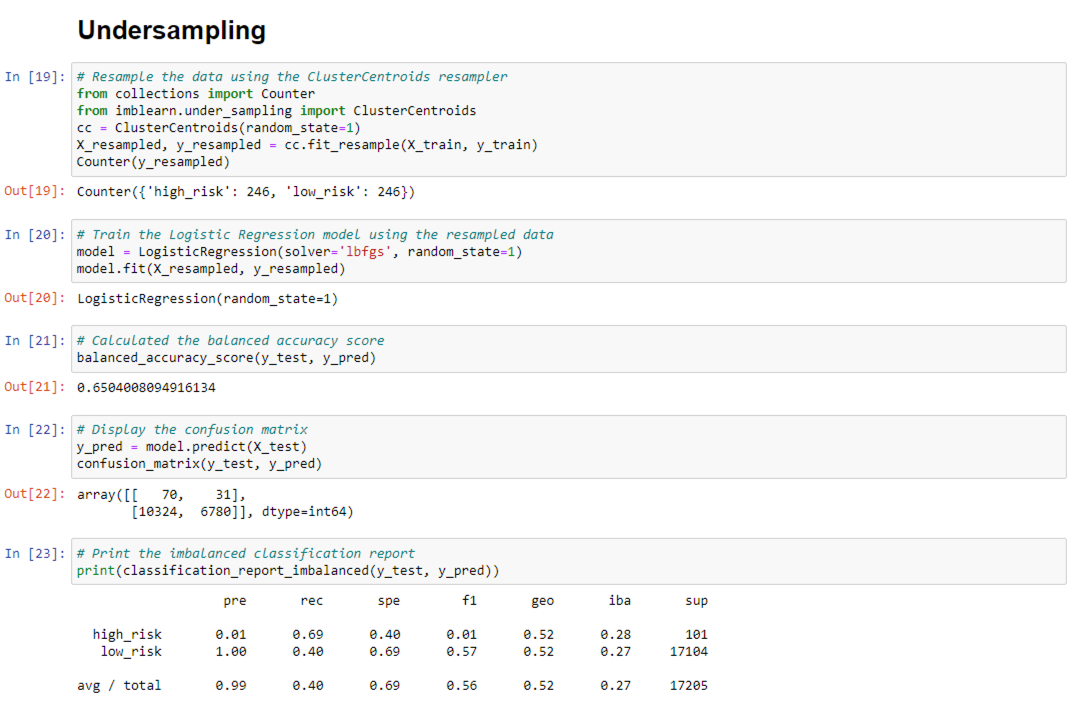 Undersampling
In [19]: # Resample the data using the ClusterCentroids resampler
from collections import Counter
from imblearn.under_sampling import ClusterCentroids
cc = ClusterCentroids(random_state=1)
X_resampled, y_resampled = cc.fit_resample(X_train, y_train)
Counter(y_resampled)
Out[19]: Counter({'high_risk': 246, 'low_risk': 246})
In [20]: # Train the Logistic Regression model using the resampled data
model = LogisticRegression(solver='lbfgs', random_state=1)
model.fit(X_resampled, y_resampled)
Out[20]: LogisticRegression(random_state=1)
In [21]: # Calculated the balanced accuracy score
balanced_accuracy_score(y_test, y_pred)
Out[21]: 0.6504008094916134
In [22]: # Display the confusion matrix
y_pred = model.predict(X_test)
confusion_matrix(y_test, y_pred)
Out[22]: array([[   70,    31],
       [10324,  6780]], dtype=int64)
In [23]: # Print the imbalanced classification report
print(classification_report_imbalanced(y_test, y_pred))
pre rec spe f1 geo iba sup
high_risk 0.01 0.69 0.40 0.01 0.52 0.28 101
low_risk 1.00 0.40 0.69 0.57 0.52 0.27 17104
avg / total 0.99 0.40 0.69 0.56 0.52 0.27 17205